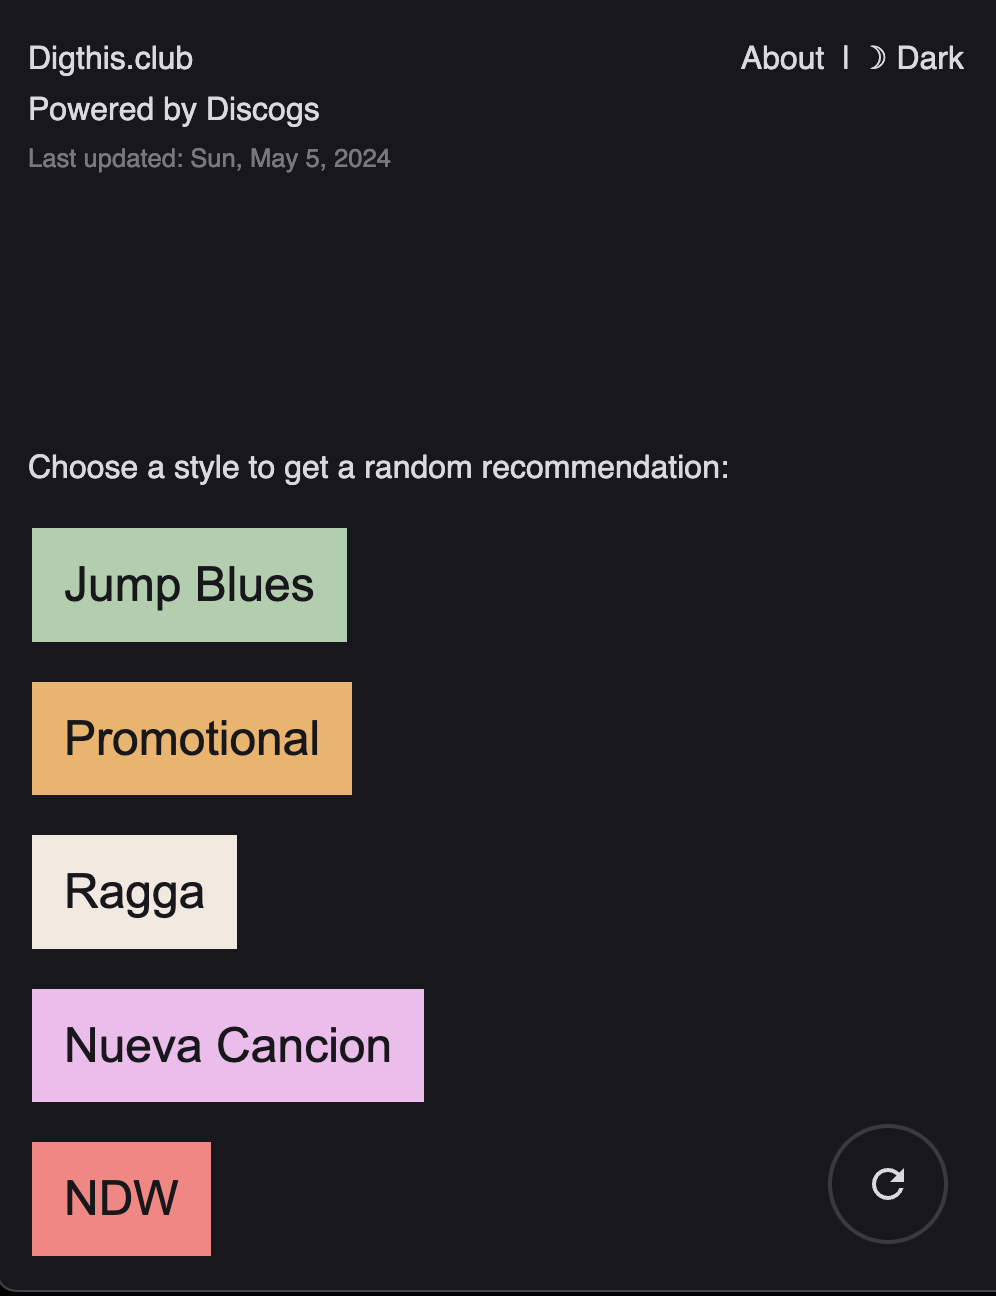 Digthis.club
About | ☽ Dark
Powered by Discogs
Last updated: Sun, May 5, 2024
Choose a style to get a random recommendation:
Jump Blues
Promotional
Ragga
Nueva Cancion
NDW